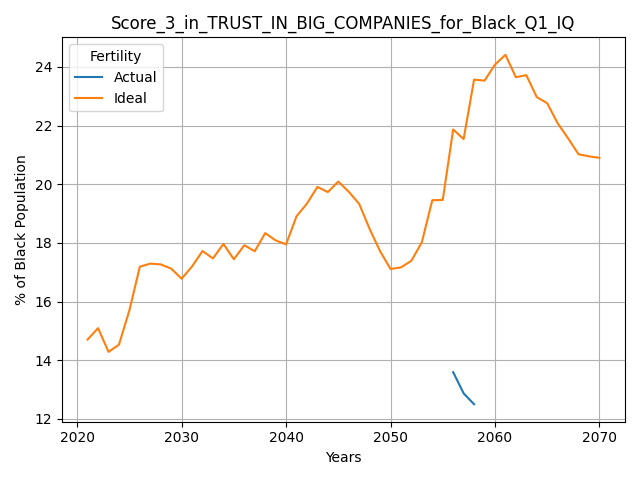 Score_3_in_TRUST_IN_BIG_COMPANIES_for_Black_Q1_IQ
Fertility
Actual
Ideal
% of Black Population
24
22
20
18
16
14
12
2020
2030
2040
2050
2060
2070
Years